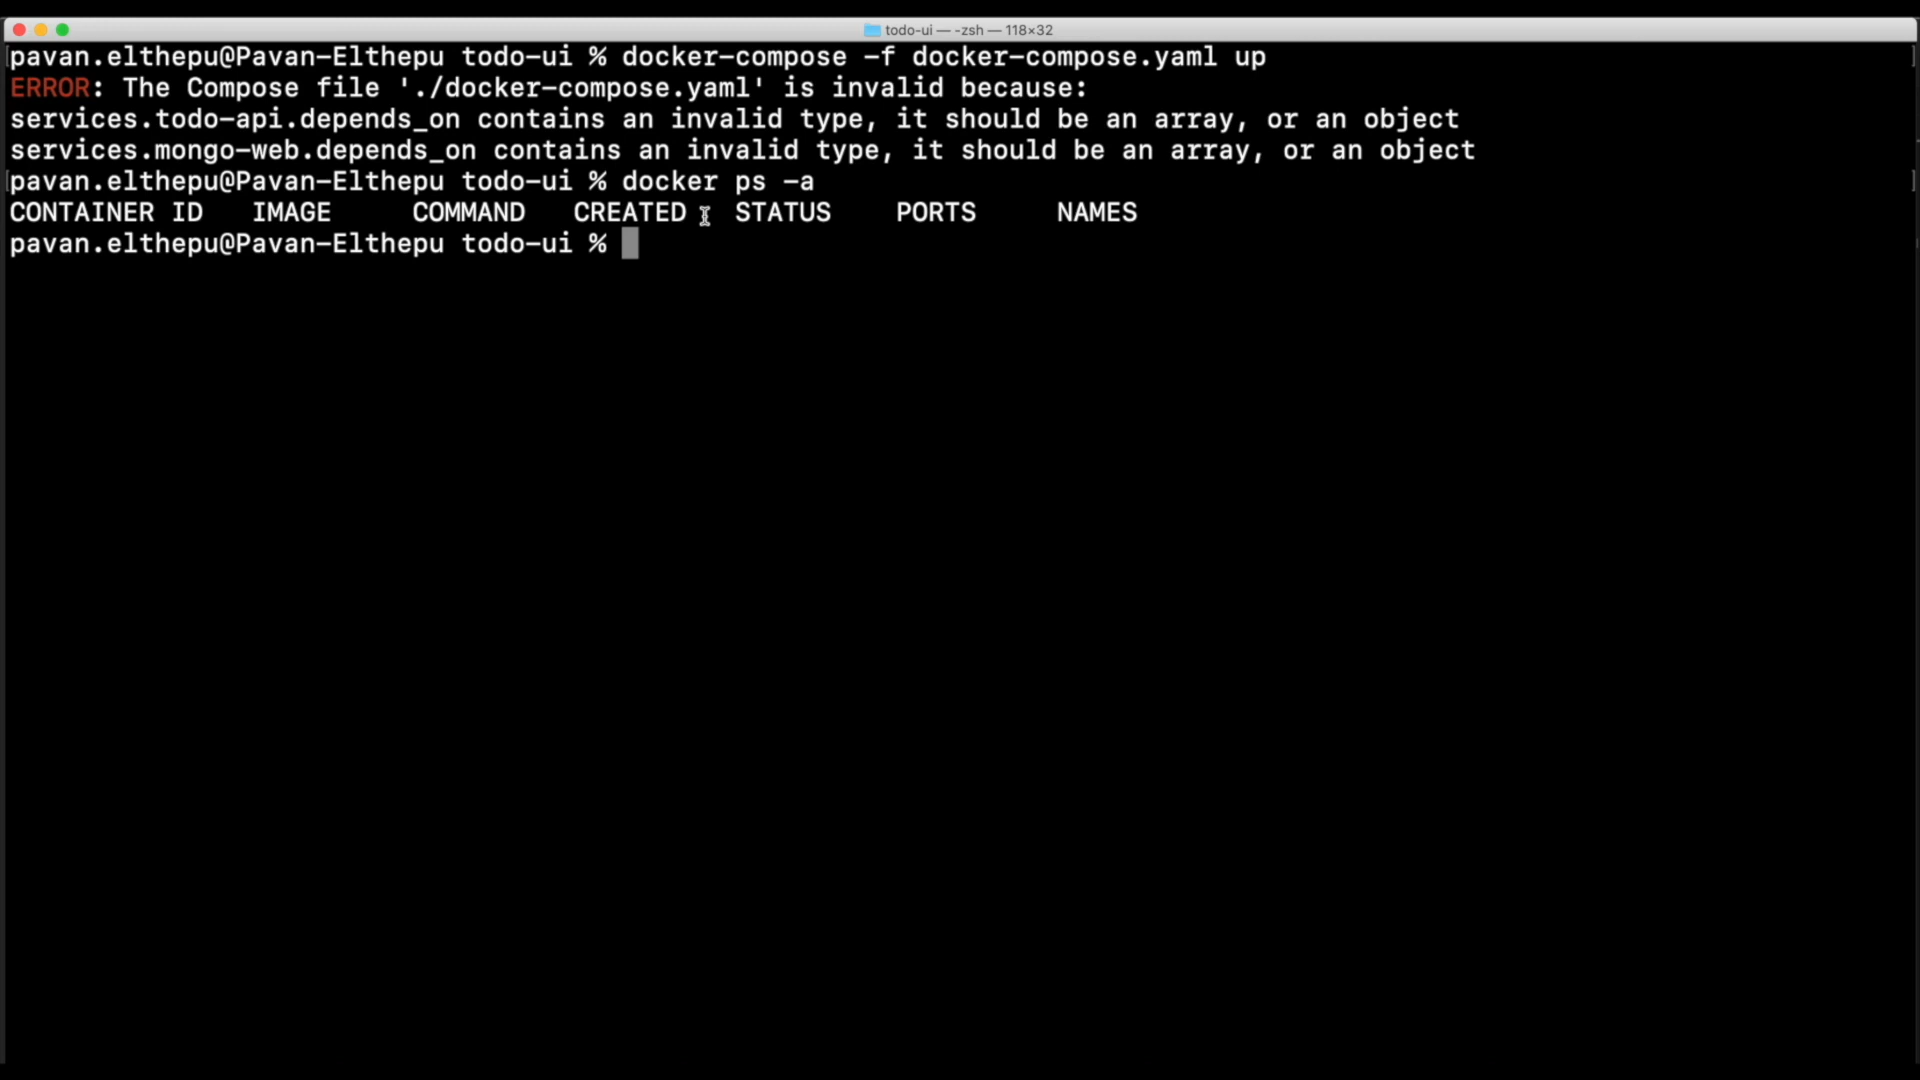 todo-ui — -zsh — 118×32
pavan.elthepu@Pavan-Elthepu todo-ui % docker-compose -f docker-compose.yaml up
ERROR: The Compose file './docker-compose.yaml' is invalid because:
services.todo-api.depends_on contains an invalid type, it should be an array, or an object
services.mongo-web.depends_on contains an invalid type, it should be an array, or an object
pavan.elthepu@Pavan-Elthepu todo-ui % docker ps -a
CONTAINER ID   IMAGE     COMMAND   CREATED   STATUS    PORTS     NAMES
pavan.elthepu@Pavan-Elthepu todo-ui %